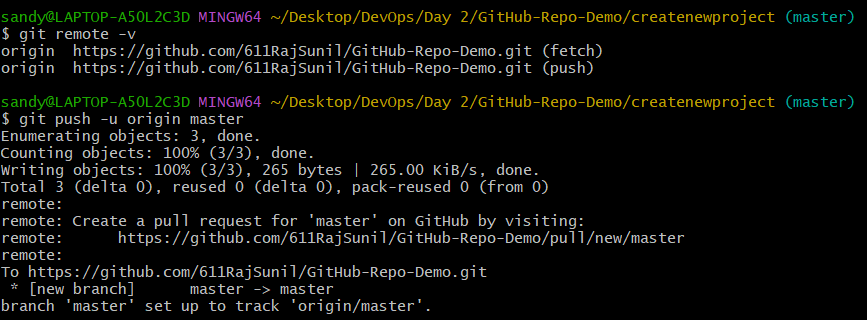 sandy@LAPTOP-A5OL2C3D MINGW64 ~/Desktop/DevOps/Day 2/GitHub-Repo-Demo/createnewproject (master)
$ git remote -v
origin  https://github.com/611RajSunil/GitHub-Repo-Demo.git (fetch)
origin  https://github.com/611RajSunil/GitHub-Repo-Demo.git (push)
sandy@LAPTOP-A5OL2C3D MINGW64 ~/Desktop/DevOps/Day 2/GitHub-Repo-Demo/createnewproject (master)
$ git push -u origin master
Enumerating objects: 3, done.
Counting objects: 100% (3/3), done.
Writing objects: 100% (3/3), 265 bytes | 265.00 KiB/s, done.
Total 3 (delta 0), reused 0 (delta 0), pack-reused 0 (from 0)
remote:
remote: Create a pull request for 'master' on GitHub by visiting:
remote:      https://github.com/611RajSunil/GitHub-Repo-Demo/pull/new/master
remote:
To https://github.com/611RajSunil/GitHub-Repo-Demo.git
 * [new branch]      master -> master
branch 'master' set up to track 'origin/master'.